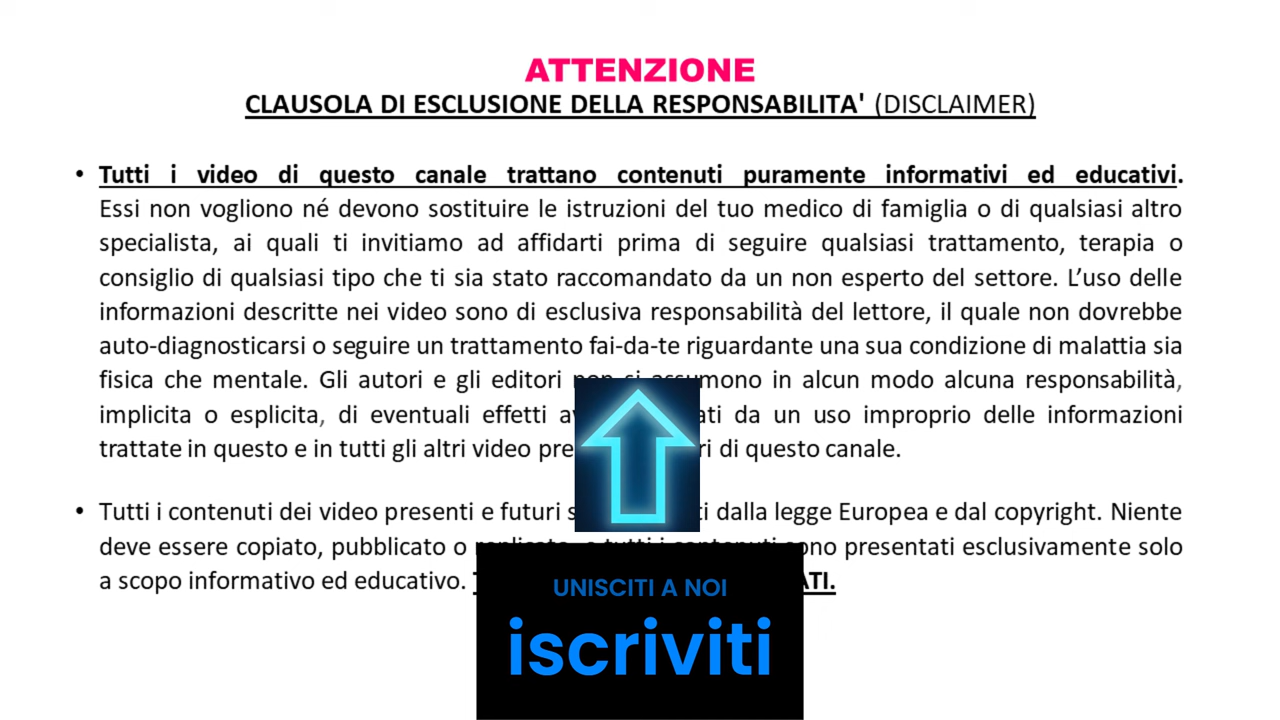 ATTENZIONE
CLAUSOLA DI ESCLUSIONE DELLA RESPONSABILITA' (DISCLAIMER)
• Tutti i video di questo canale trattano contenuti puramente informativi ed educativi.
Essi non vogliono né devono sostituire le istruzioni del tuo medico di famiglia o di qualsiasi altro
specialista, ai quali ti invitiamo ad affidarti prima di seguire qualsiasi trattamento, terapia o
consiglio di qualsiasi tipo che ti sia stato raccomandato da un non esperto del settore. L’uso delle
informazioni descritte nei video sono di esclusiva responsabilità del lettore, il quale non dovrebbe
auto-diagnosticarsi o seguire un trattamento fai-da-te riguardante una sua condizione di malattia sia
fisica che mentale. Gli autori e gli editori non si assumono in alcun modo alcuna responsabilità,
implicita o esplicita, di eventuali effetti da un uso improprio delle informazioni
trattate in questo e in tutti gli altri video di questo canale.
• Tutti i contenuti dei video presenti e futuri dalla legge Europea e dal copyright. Niente
deve essere copiato, pubblicato o replicato, e tutti i contenuti sono presentati esclusivamente solo
a scopo informativo ed educativo.
UNISCITI A NOI
iscriviti